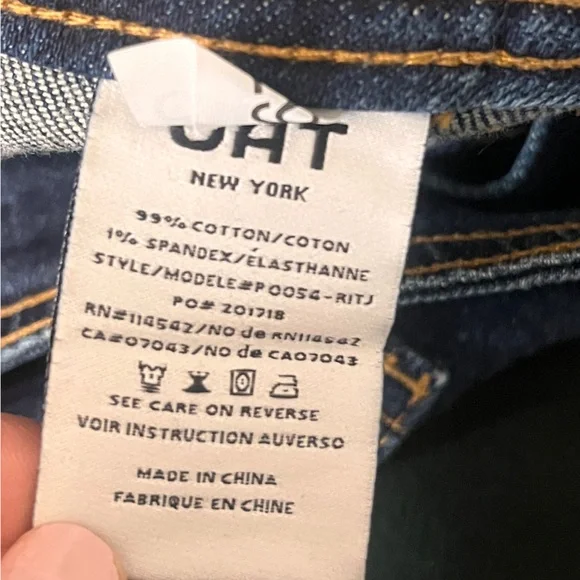 NEW YORK
99% COTTON/COTON
1% SPANDEX/ÉLASTHANNE
STYLE/MODELE#P0054-RITJ
PO# 201718
RN#114542/NO de RN114542
CA#07043/NO de CA07043
SEE CARE ON REVERSE
VOIR INSTRUCTION AUVERSO
MADE IN CHINA
FABRIQUE EN CHINE